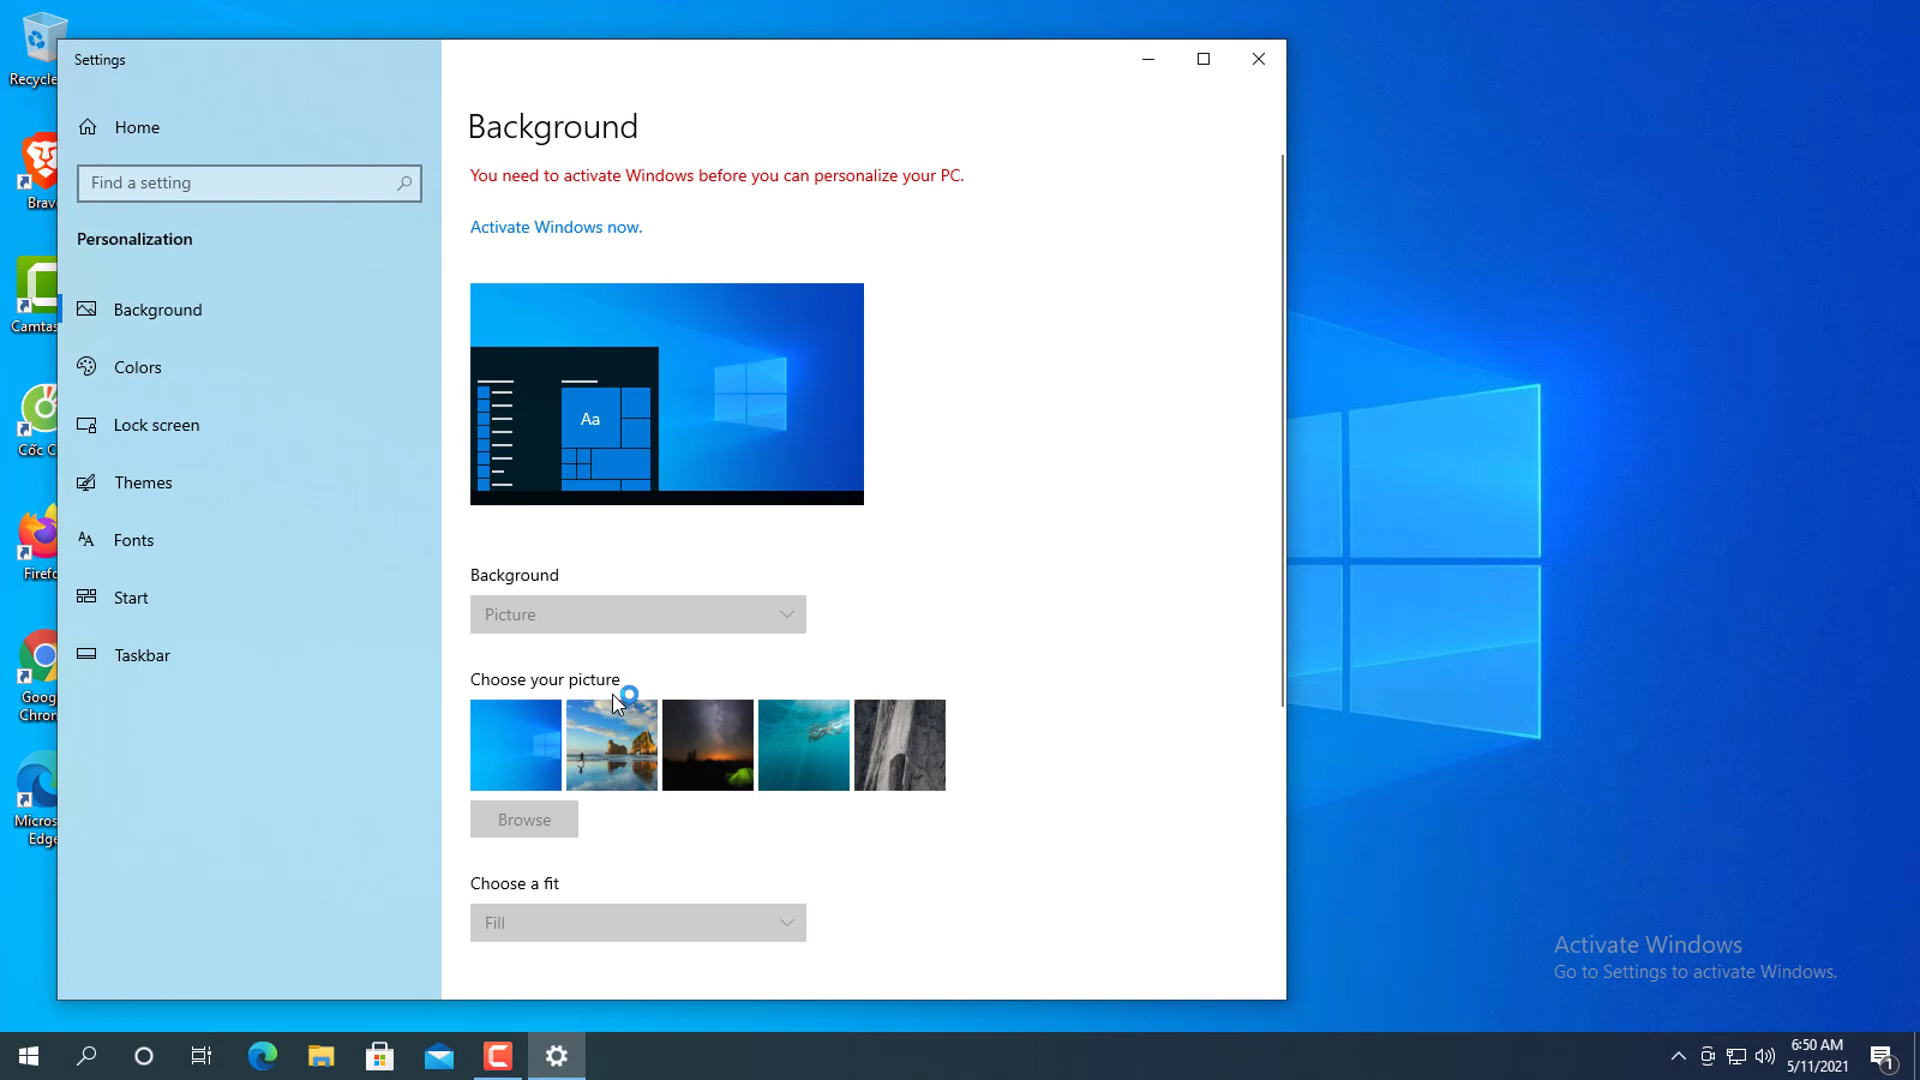 Recycle
Brav
Camtas
Cốc C
Firefo
Goog
Chron
Micros
Edge
Settings
Home
Find a setting
Personalization
Background
Colors
Lock screen
Themes
Fonts
Start
Taskbar
Background
You need to activate Windows before you can personalize your PC.
Activate Windows now.
Aa
Background
Picture
Choose your picture
Browse
Choose a fit
Fill
Activate Windows
Go to Settings to activate Windows.
6:50 AM
5/11/2021
1